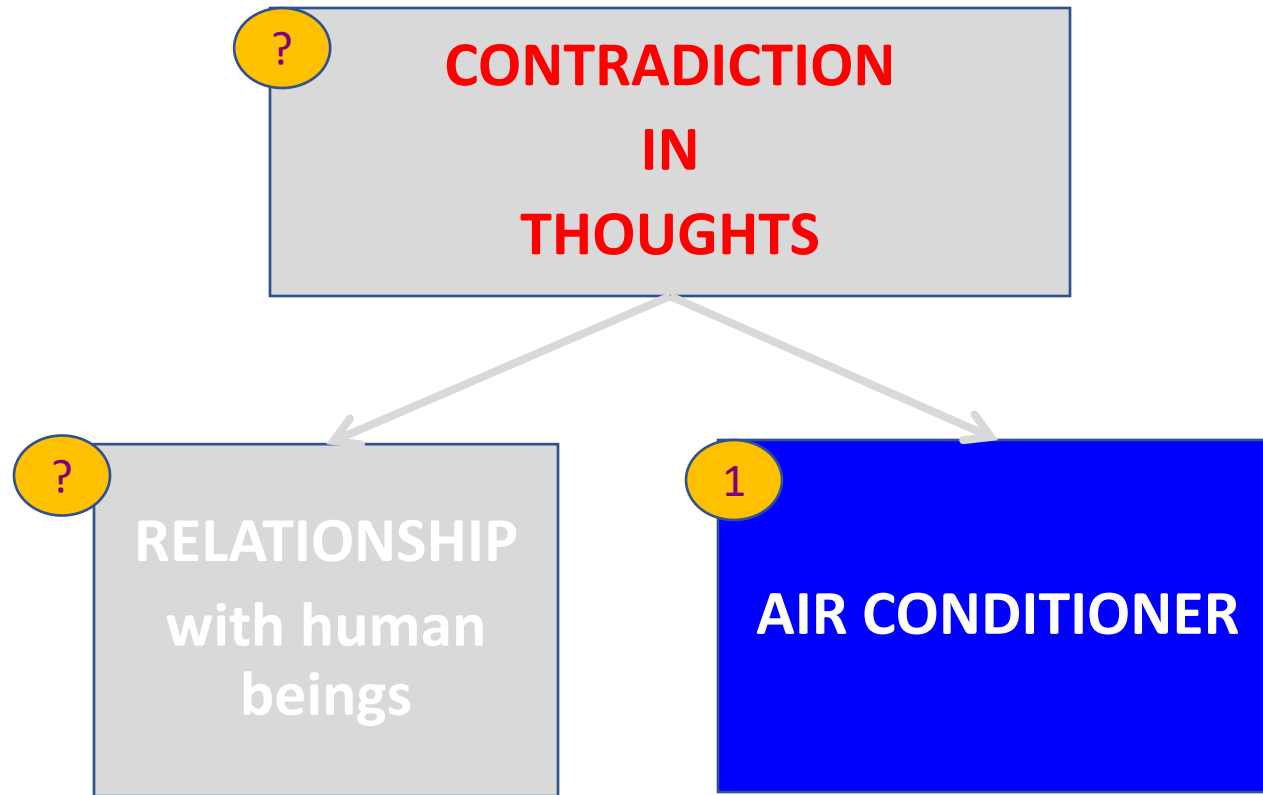 ?
CONTRADICTION
IN
THOUGHTS
?
RELATIONSHIP
with human
beings
1
AIR CONDITIONER